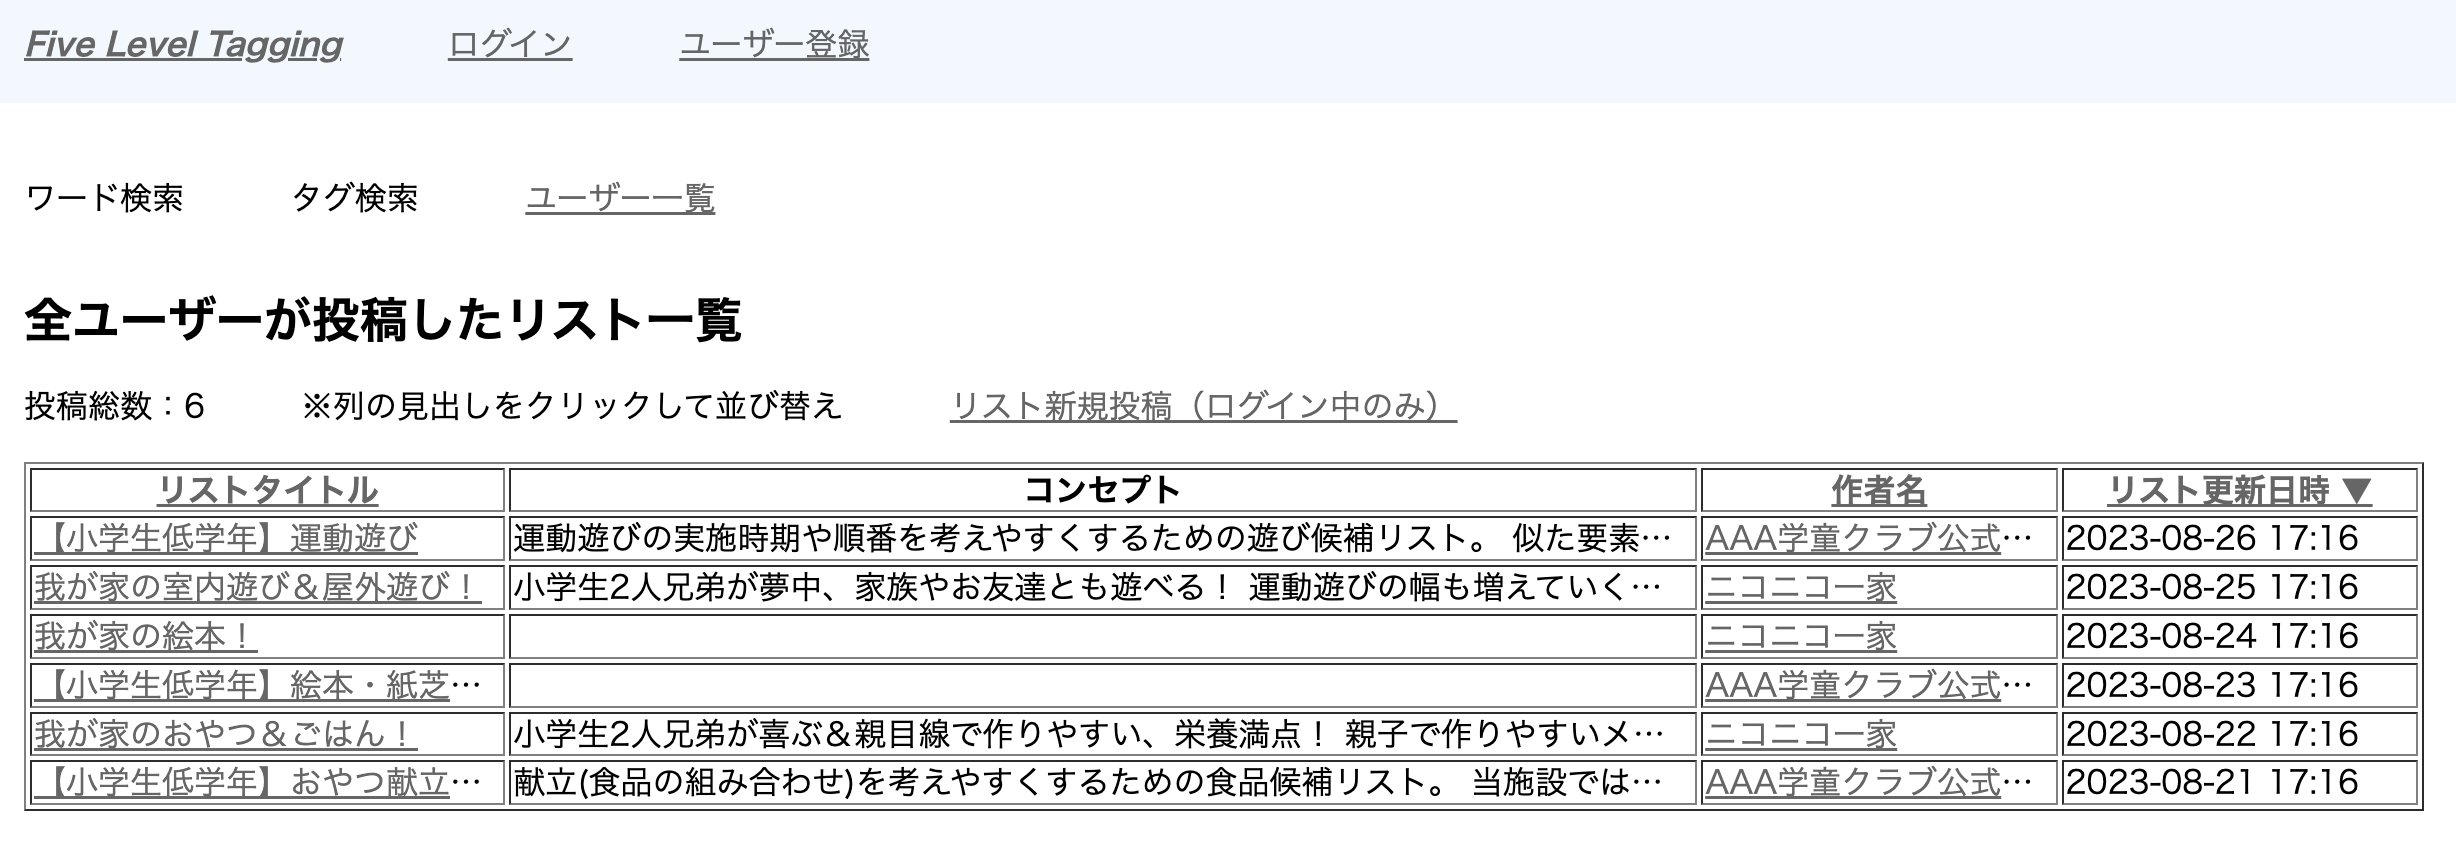 Five Level Tagging ログイン ユーザー登録
ワード検索 タグ検索 ユーザー一覧
全ユーザーが投稿したリスト一覧
投稿総数：6 ※列の見出しをクリックして並び替え リスト新規投稿（ログイン中のみ）
リストタイトル コンセプト 作者名 リスト更新日時 ▼
【小学生低学年】運動遊び 運動遊びの実施時期や順番を考えやすくするための遊び候補リスト。 似た要素… AAA学童クラブ公式… 2023-08-26 17:16
我が家の室内遊び＆屋外遊び！ 小学生2人兄弟が夢中、家族やお友達とも遊べる！ 運動遊びの幅も増えていく… ニコニコ一家 2023-08-25 17:16
我が家の絵本！ ニコニコ一家 2023-08-24 17:16
【小学生低学年】絵本・紙芝… AAA学童クラブ公式… 2023-08-23 17:16
我が家のおやつ＆ごはん！ 小学生2人兄弟が喜ぶ＆親目線で作りやすい、栄養満点！ 親子で作りやすいメ… ニコニコ一家 2023-08-22 17:16
【小学生低学年】おやつ献立… 献立(食品の組み合わせ)を考えやすくするための食品候補リスト。 当施設では… AAA学童クラブ公式… 2023-08-21 17:16